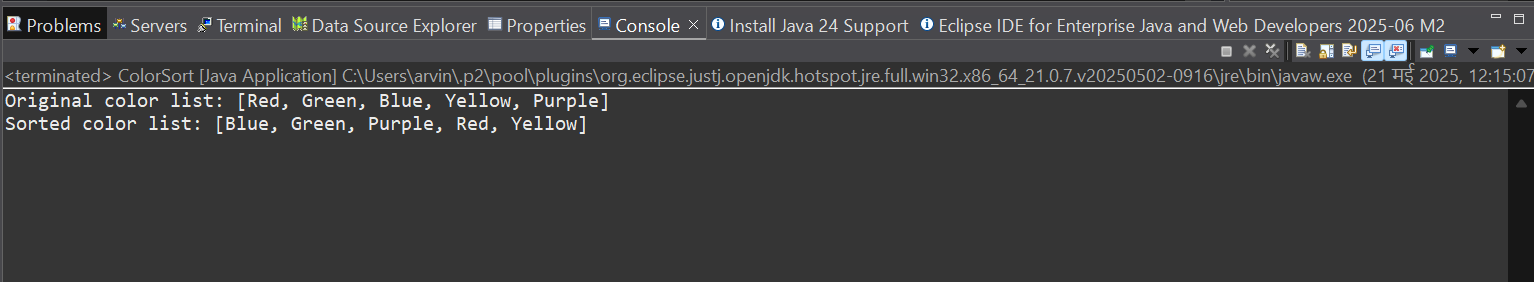 Problems Servers Terminal Data Source Explorer Properties Console Install Java 24 Support Eclipse IDE for Enterprise Java and Web Developers 2025-06 M2
<terminated> ColorSort [Java Application] C:\Users\arvin\.p2\pool\plugins\org.eclipse.justj.openjdk.hotspot.jre.full.win32.x86_64_21.0.7.v20250502-0916\jre\bin\javaw.exe (21 मई 2025, 12:15:07
Original color list: [Red, Green, Blue, Yellow, Purple]
Sorted color list: [Blue, Green, Purple, Red, Yellow]